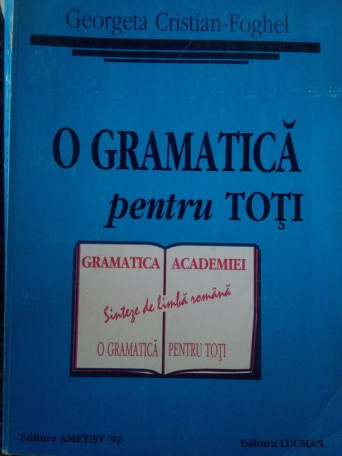 Georgeta Cristian-Foghel
O GRAMATICĂ
pentru TOŢI
GRAMATICA ACADEMIEI
Sinteze de limbă română
O GRAMATICĂ PENTRU TOŢI
Editura AMETIST '92 Editura LUCMAN